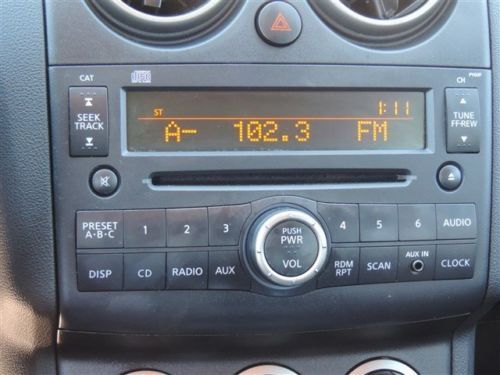 CAT
CH
PY03P
SEEK
TRACK
ST
1:11
A- 102.3 FM
TUNE
FF·REW
PRESET
A·B·C
1
2
3
PUSH
PWR
VOL
4
5
6
AUDIO
DISP
CD
RADIO
AUX
RDM
RPT
SCAN
AUX IN
CLOCK